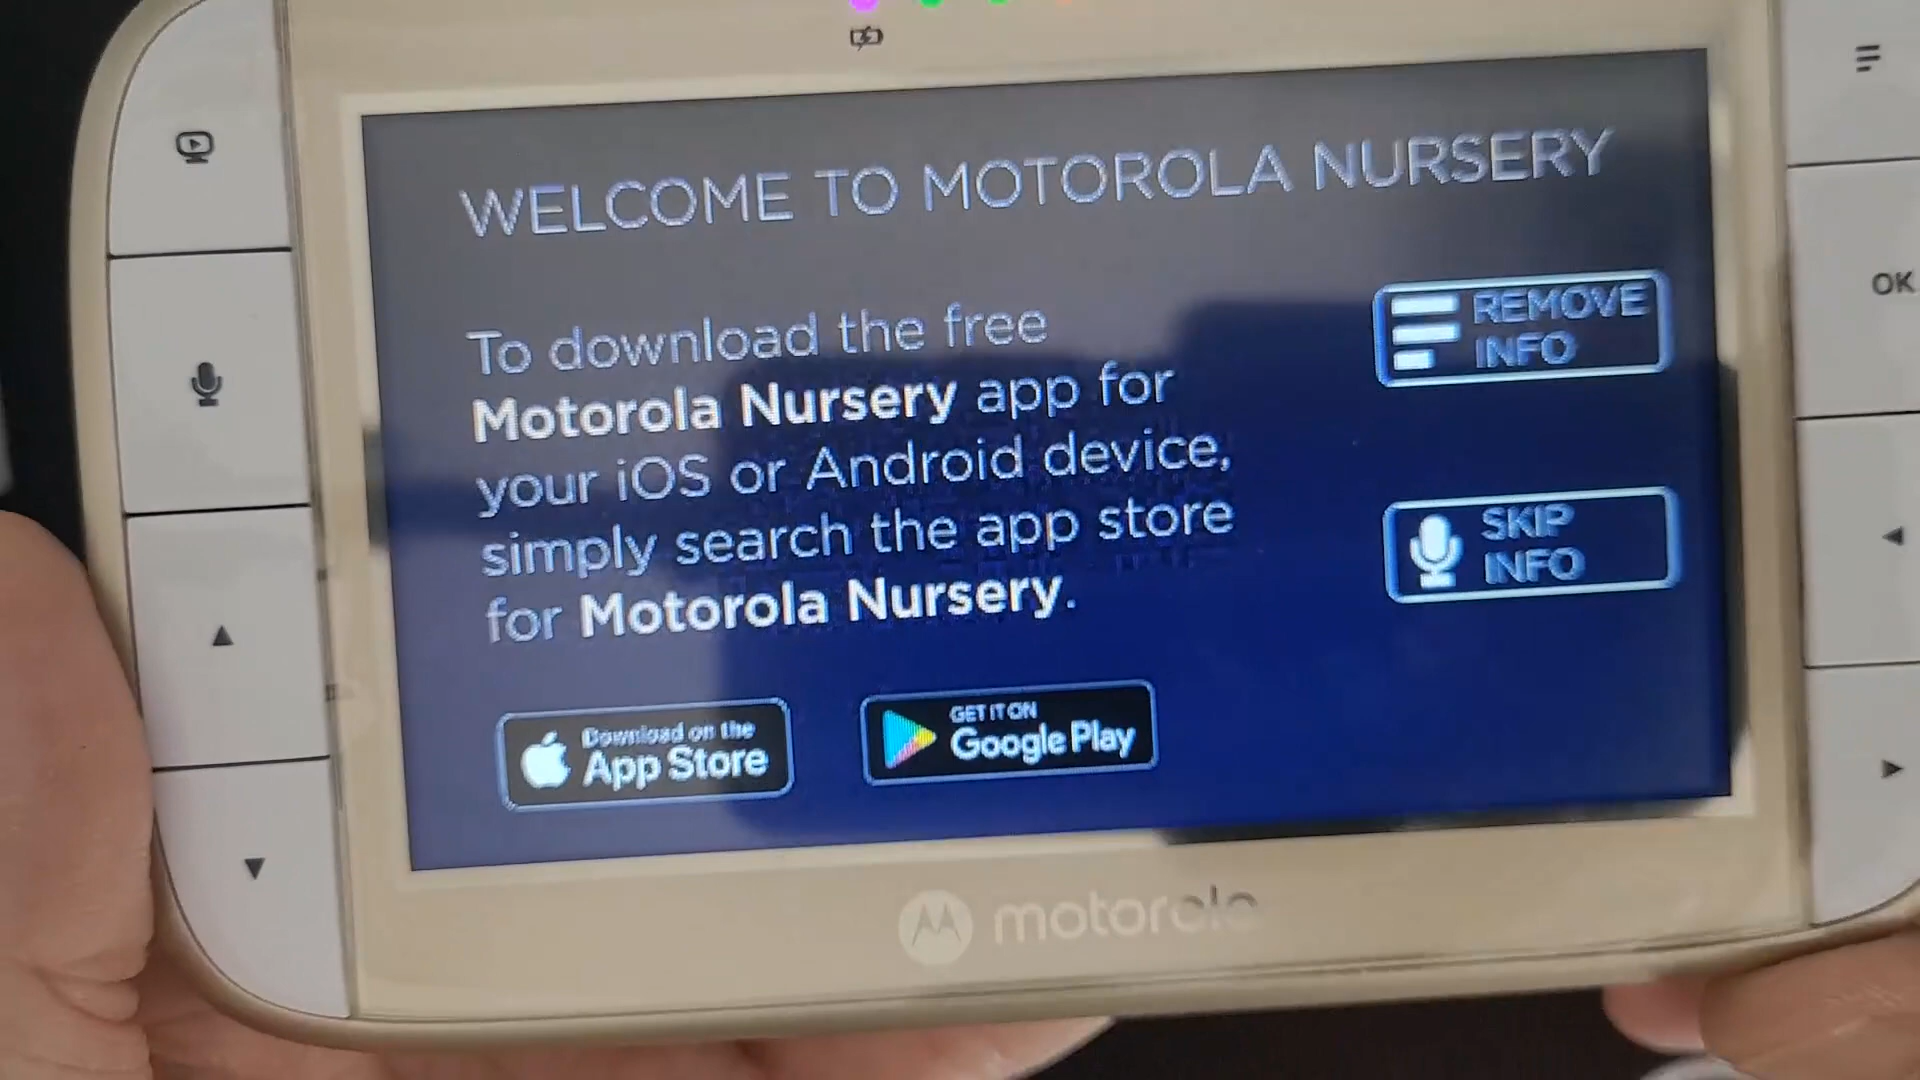 WELCOME TO MOTOROLA NURSERY
To download the free
Motorola Nursery app for
your iOS or Android device,
simply search the app store
for Motorola Nursery.
REMOVE
INFO
SKIP
INFO
Download on the
App Store
GET IT ON
Google Play
OK
motorola